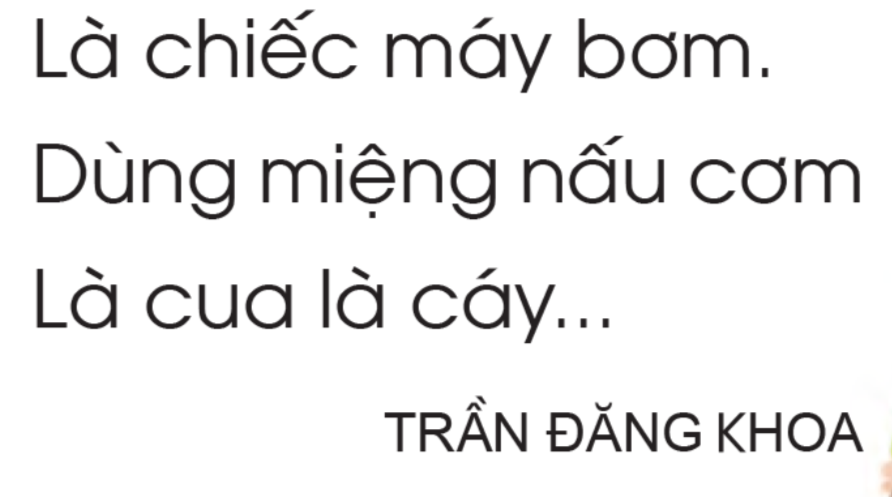 Là chiếc máy bơm.
Dùng miệng nấu cơm
Là cua là cáy...
TRẦN ĐĂNG KHOA